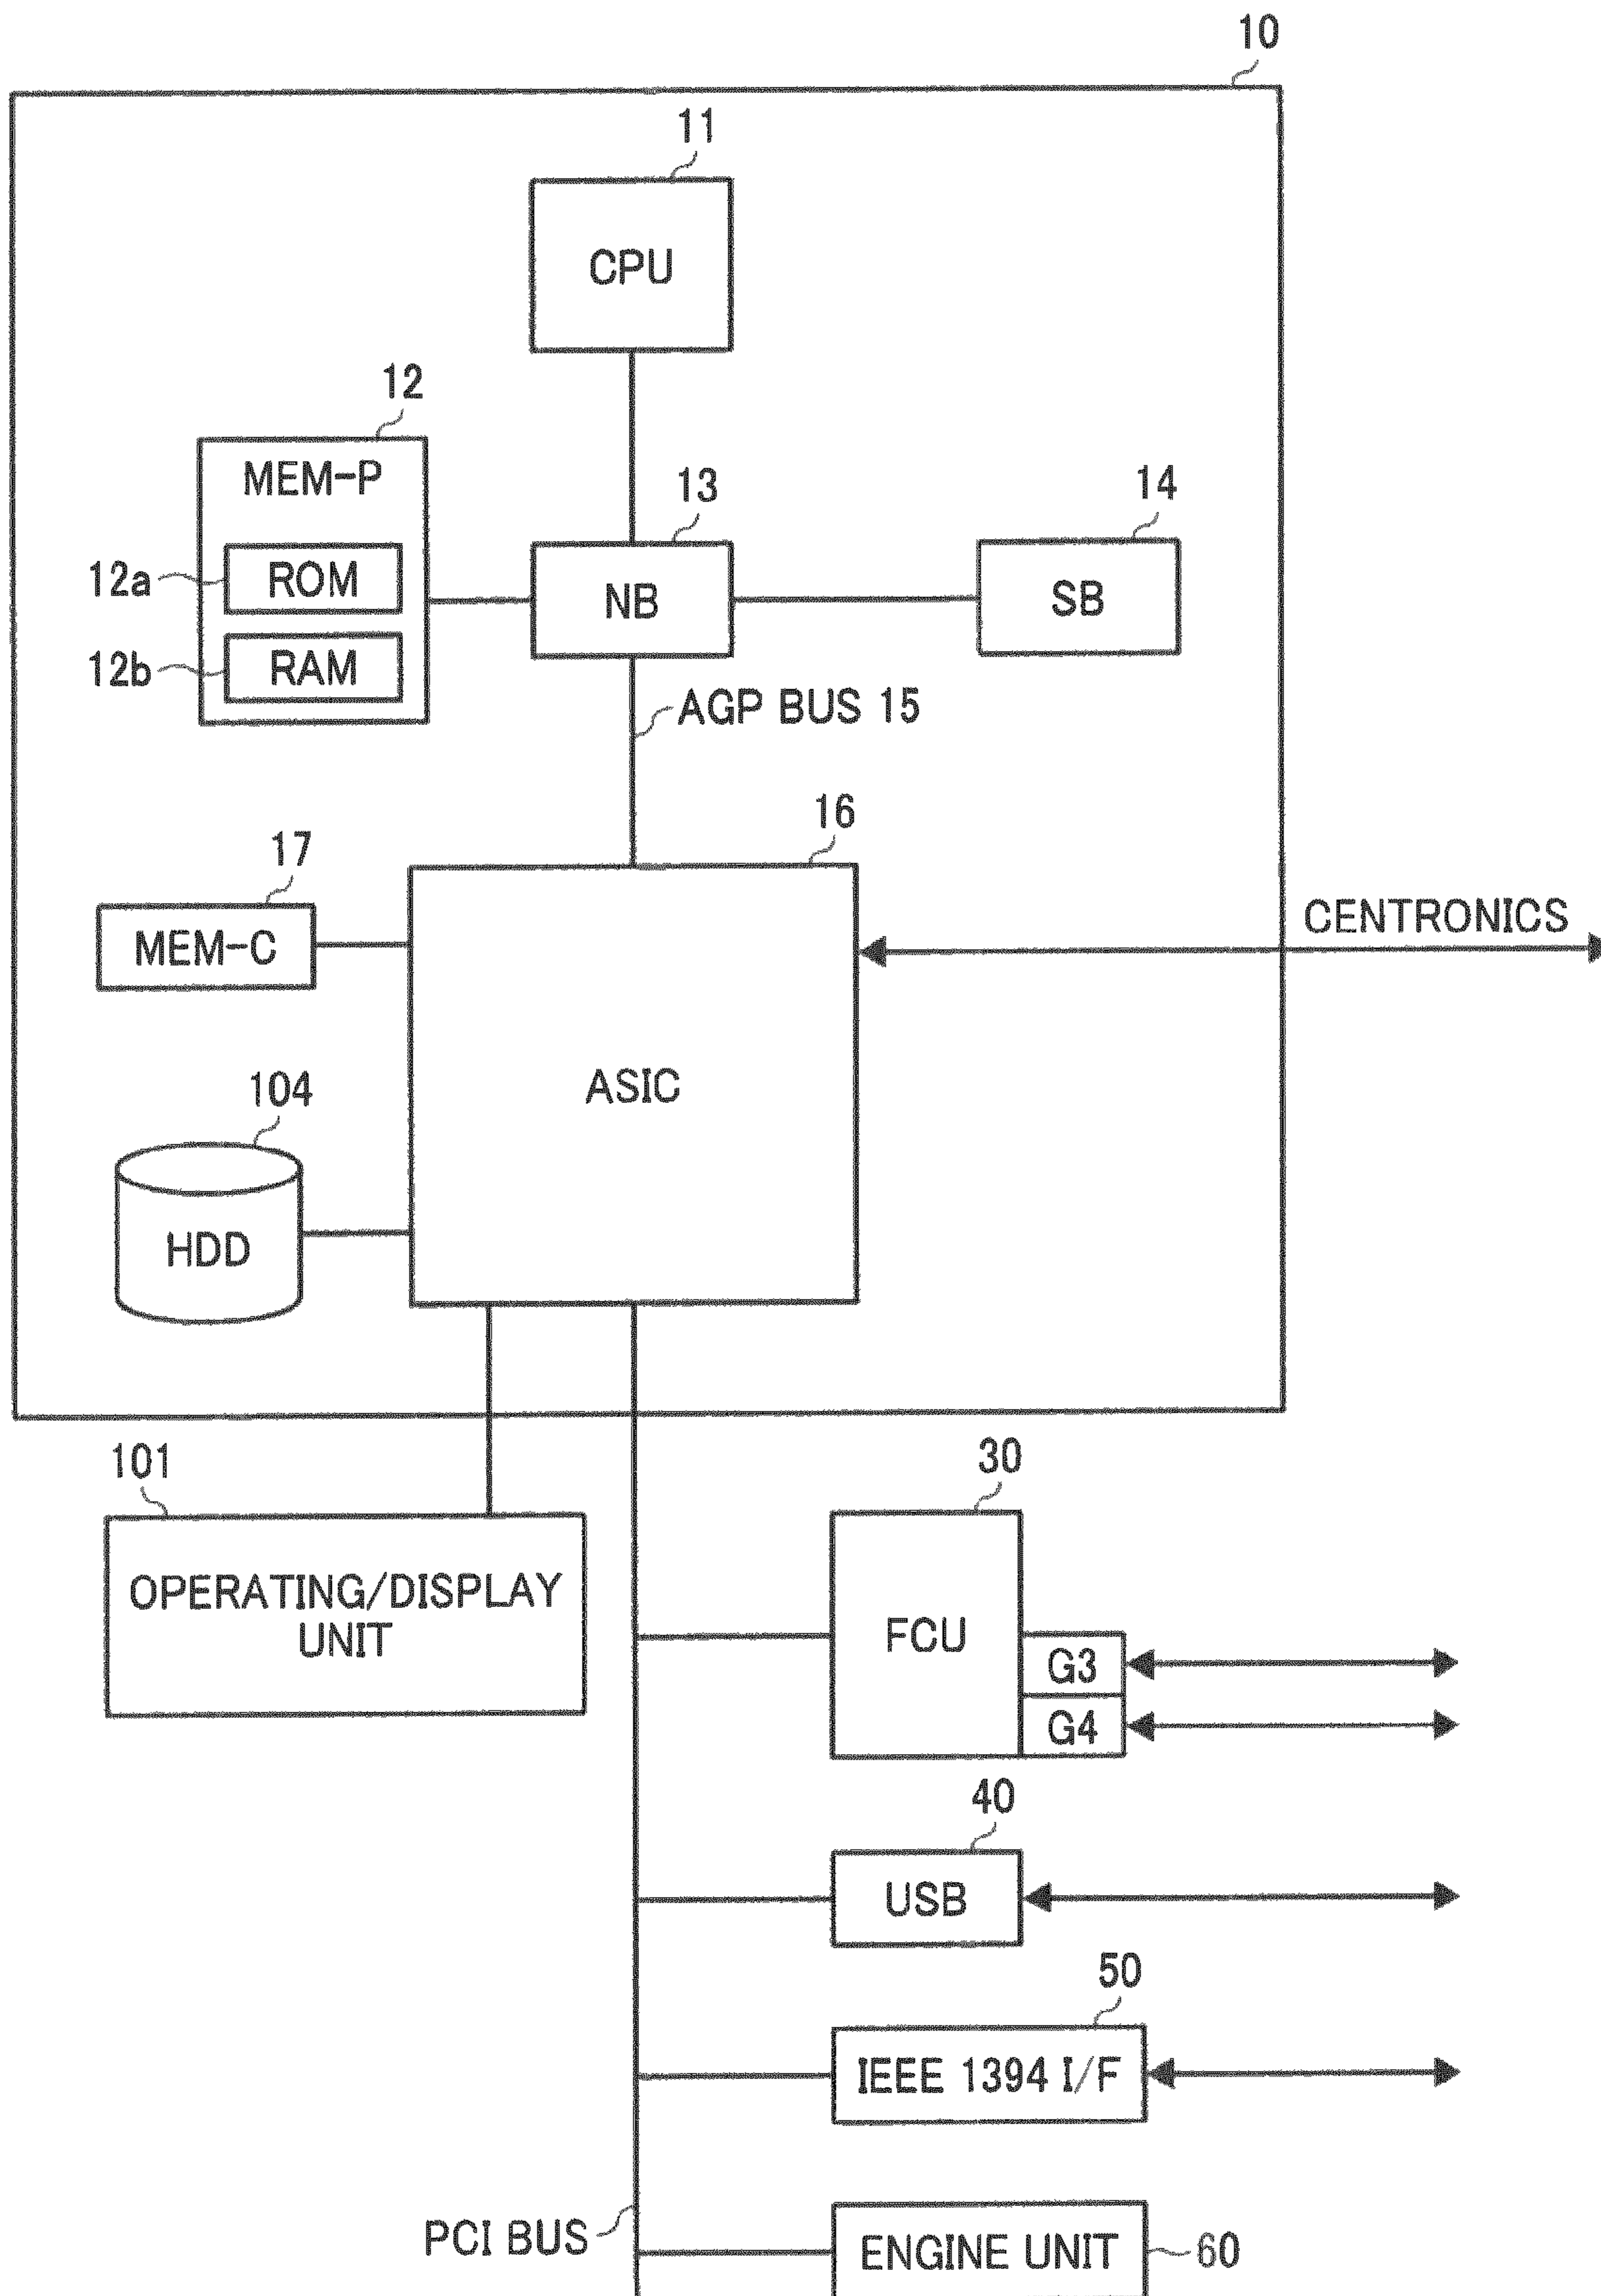 10
11
CPU
12
MEM-P
13
14
12a
ROM
NB
SB
12b
RAM
AGP BUS 15
16
17
CENTRONICS
MEM-C
ASIC
104
HDD
101
30
OPERATING/DISPLAY
UNIT
FCU
G3
G4
40
USB
50
IEEE 1394 I/F
PCI BUS
ENGINE UNIT
60